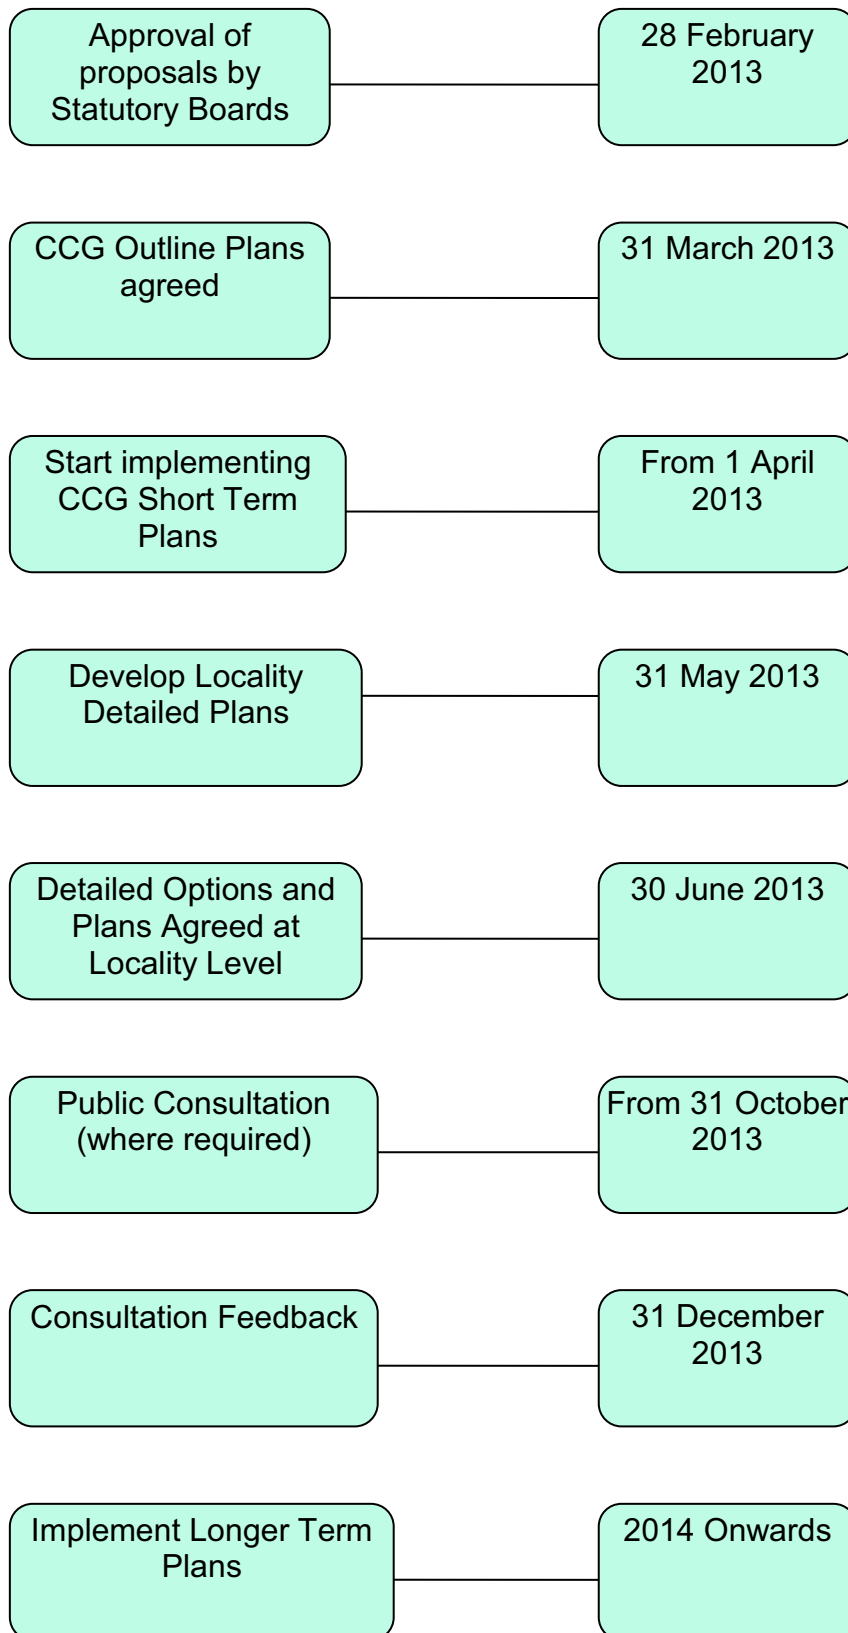 Approval of
proposals by
Statutory Boards
28 February
2013
CCG Outline Plans
agreed
31 March 2013
Start implementing
CCG Short Term
Plans
From 1 April
2013
Develop Locality
Detailed Plans
31 May 2013
Detailed Options and
Plans Agreed at
Locality Level
30 June 2013
Public Consultation
(where required)
From 31 October
2013
Consultation Feedback
31 December
2013
Implement Longer Term
Plans
2014 Onwards